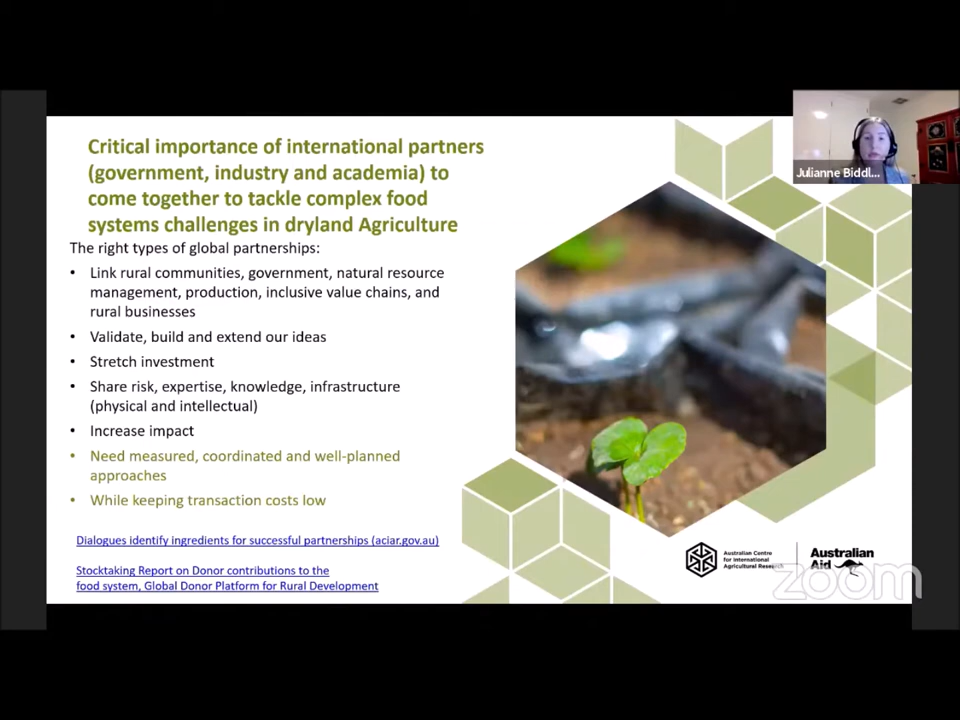 Critical importance of international partners
(government, industry and academia) to
come together to tackle complex food
systems challenges in dryland Agriculture
The right types of global partnerships:
• Link rural communities, government, natural resource
management, production, inclusive value chains, and
rural businesses
• Validate, build and extend our ideas
• Stretch investment
• Share risk, expertise, knowledge, infrastructure
(physical and intellectual)
• Increase impact
• Need measured, coordinated and well-planned
approaches
• While keeping transaction costs low
Dialogues identify ingredients for successful partnerships (aciar.gov.au)
Stocktaking Report on Donor contributions to the
food system, Global Donor Platform for Rural Development
Julianne Biddl...
Australian Centre
for International
Agricultural Research
Australian
Aid
zoom